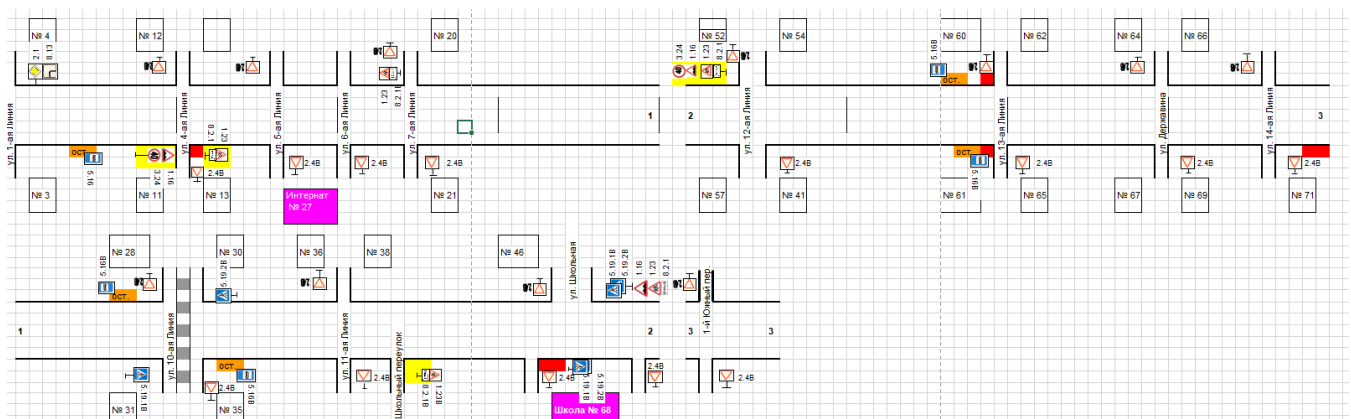 № 4
№ 12
№ 20
№ 52
№ 54
№ 60
№ 62
№ 64
№ 66
2.1
8.13
1.23
8.2.1В
3.24
1.16
1.23
8.2.1
5.16В
ост.
ул. 1-ая Линия
ул. 4-ая Линия
ул. 5-ая Линия
ул. 6-ая Линия
ул. 7-ая Линия
1
2
ул. 12-ая Линия
ул. 13-ая Линия
ул. Державина
ул. 14-ая Линия
3
ост.
5.16
3.24
1.16
8.2.1
1.23
2.4В
2.4В
2.4В
2.4В
2.4В
ост.
5.16В
2.4В
2.4В
2.4В
№ 3
№ 11
№ 13
Интернат
№ 27
№ 21
№ 57
№ 41
№ 61
№ 65
№ 67
№ 69
№ 71
№ 28
№ 30
№ 36
№ 38
№ 46
5.16В
ост.
5.19.2В
ул. Школьная
5.19.1В
5.19.2В
1.16
1.23
8.2.1
1
ул. 10-ая Линия
ул. 11-ая Линия
Школьный переулок
2
3
1-й Южный пер.
3
5.19.1В
ост.
2.4В
5.16В
2.4В
8.2.1В
1.23В
2.4В
5.19.1В
5.19.2В
2.4В
2.4В
№ 31
№ 35
Школа № 68